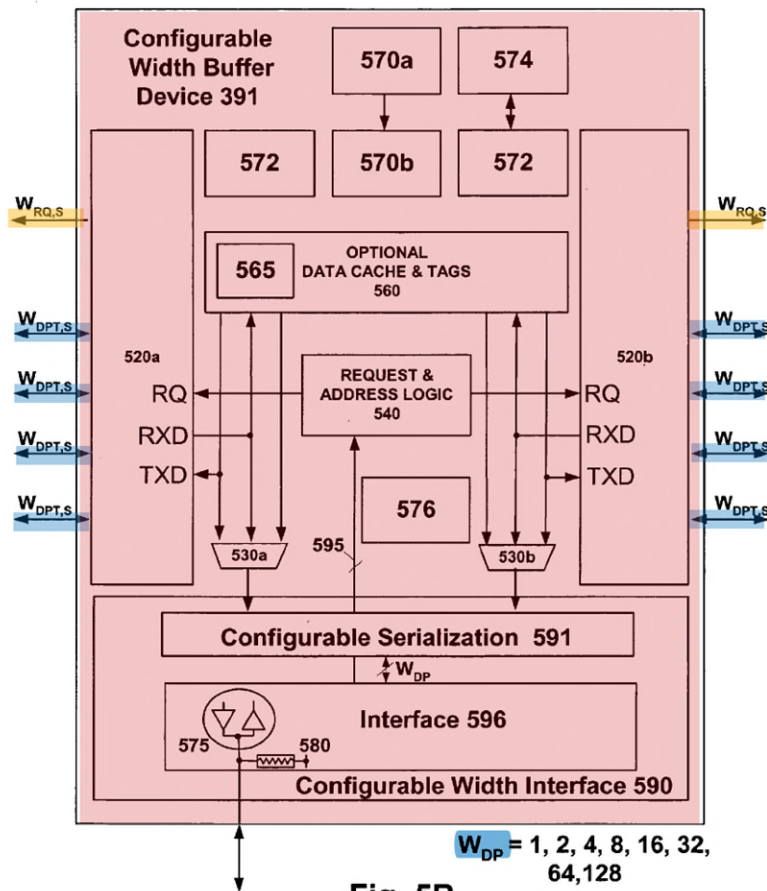 Configurable
Width Buffer
Device 391
570a
574
572
570b
572
W_RQ,S
W_RQ,S
OPTIONAL
DATA CACHE & TAGS
560
565
W_DPT,S
W_DPT,S
520a
520b
W_DPT,S
W_DPT,S
REQUEST &
ADDRESS LOGIC
540
RQ
RQ
W_DPT,S
W_DPT,S
RXD
RXD
TXD
TXD
W_DPT,S
W_DPT,S
576
595
530a
530b
Configurable Serialization 591
W_DP
Interface 596
575
580
Configurable Width Interface 590
W_DP = 1, 2, 4, 8, 16, 32,
64,128
Fig. 5B